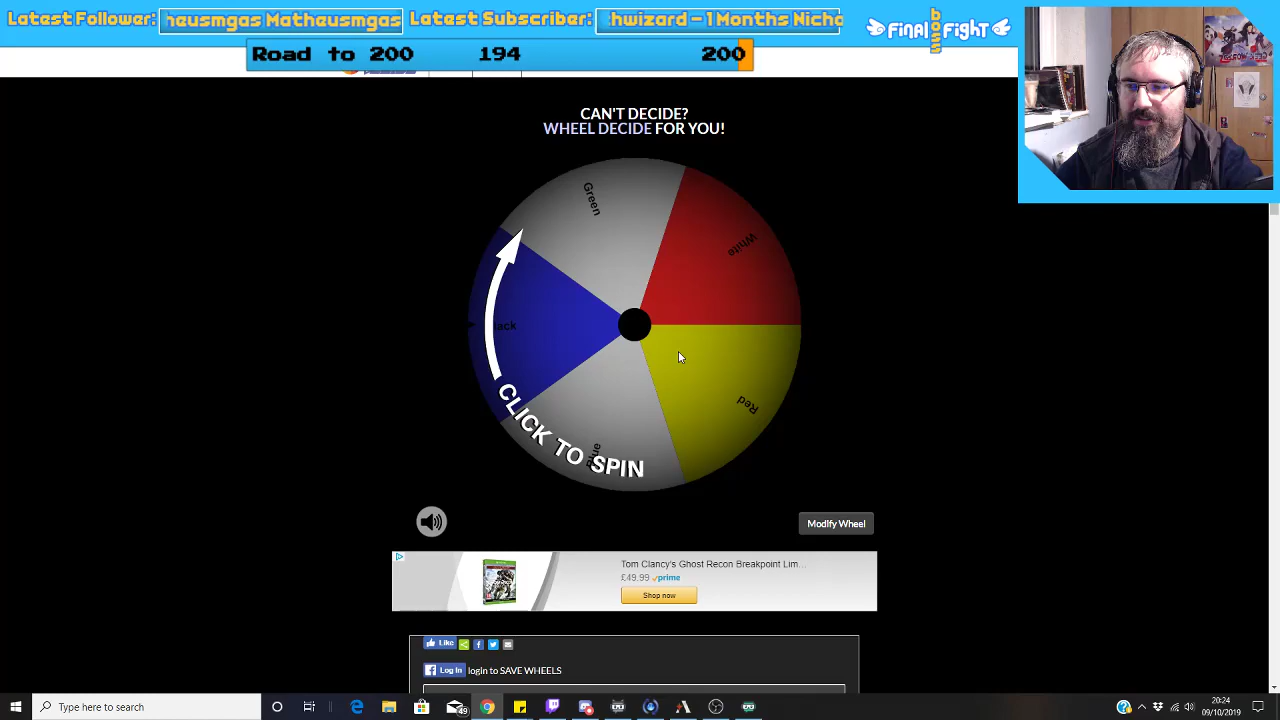 Latest Follower: heusmgas Matheusmgas Latest Subscriber: hwizard – 1 Months Nicho
FINAL FIGHT
Road to 200 194 200
CAN'T DECIDE?
WHEEL DECIDE FOR YOU!
Green
White
lack
Red
Blue
CLICK TO SPIN
Modify Wheel
Tom Clancy's Ghost Recon Breakpoint Lim...
£49.99 prime
Shop now
Like
Log In login to SAVE WHEELS
Type here to search
49
20:24
09/10/2019